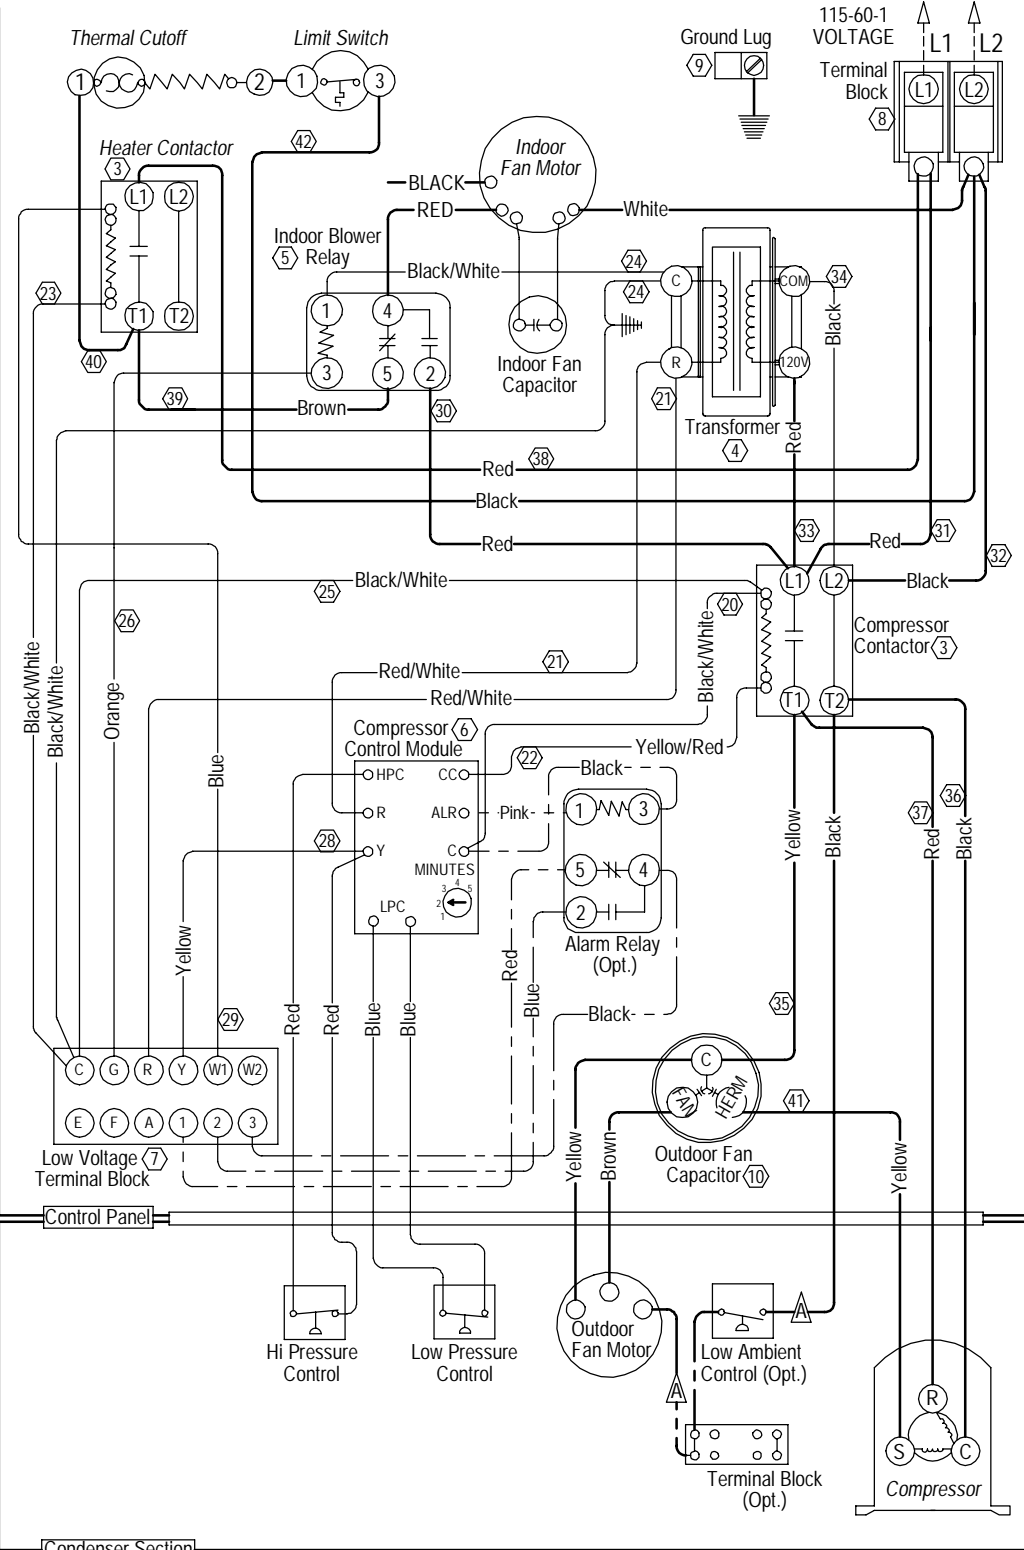 115-60-1
VOLTAGE
L1
L2
Thermal Cutoff
Limit Switch
Ground Lug
9
Terminal
Block
8
L1
L2
1
2
1
3
42
Heater Contactor
3
L1
L2
T1
T2
Indoor
Fan Motor
BLACK
RED
White
Indoor Blower
5
Relay
Black/White
24
24
1
4
3
5
2
Indoor Fan
Capacitor
C
R
COM
120V
34
Black
23
40
39
Brown
30
21
Transformer
4
Red
Red
38
Black
Red
33
Red
31
32
Black/White
25
20
L1
L2
Black
26
Compressor
Contactor
3
T1
T2
Black/White
Black/White
Orange
Blue
Red/White
21
Red/White
Black/White
Compressor
6
Control Module
Yellow/Red
22
HPC
CC
R
ALR
Y
C
MINUTES
1
2
3
4
5
LPC
28
Black
Pink
1
3
5
4
2
Alarm Relay
(Opt.)
Yellow
Black
37
36
Red
Black
Yellow
Red
Red
Blue
Blue
Red
Blue
Black
29
35
C
G
R
Y
W1
W2
E
F
A
1
2
3
Low Voltage
7
Terminal Block
C
FAN
HERM
41
Outdoor Fan
Capacitor
10
Yellow
Brown
Yellow
Control Panel
Hi Pressure
Control
Low Pressure
Control
Outdoor
Fan Motor
Low Ambient
Control (Opt.)
A
A
Terminal Block
(Opt.)
R
S
C
Compressor
Condenser Section